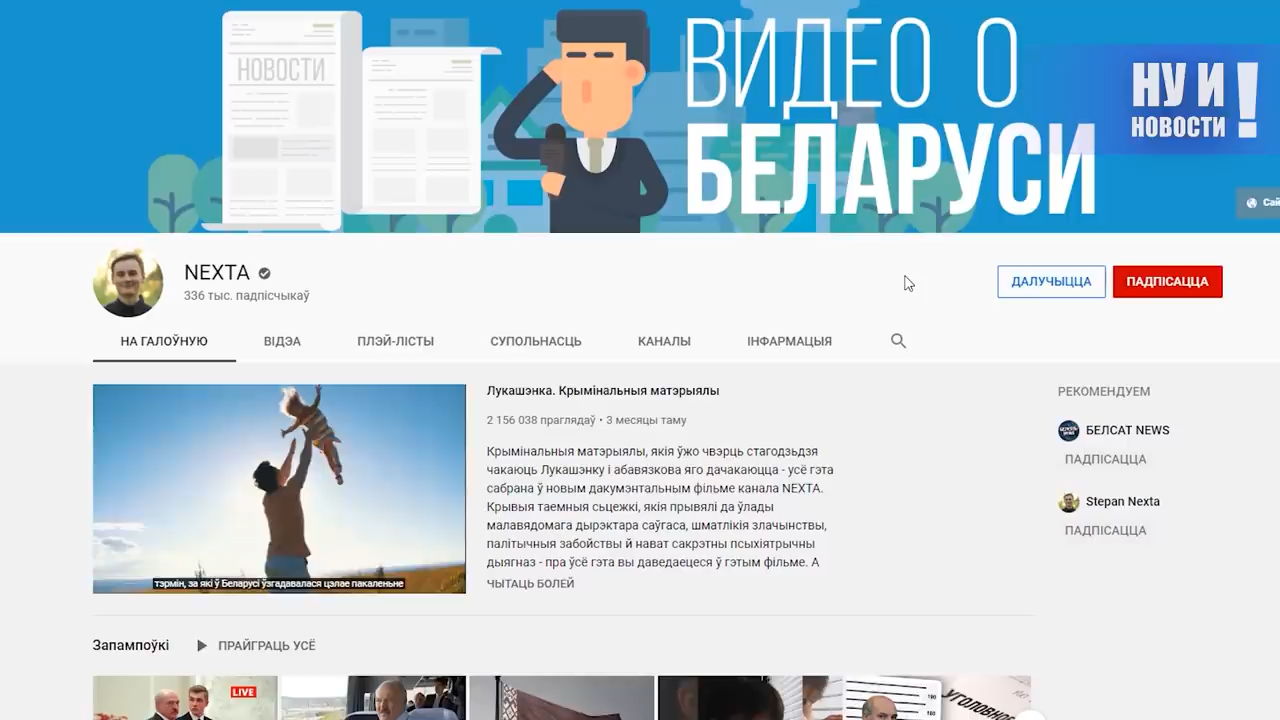 НОВОСТИ
ВИДЕО О
БЕЛАРУСИ
НУ И
НОВОСТИ !
Сай
NEXTA
336 тыс. падпісчыкаў
ДАЛУЧЫЦЦА
ПАДПІСАЦЦА
НА ГАЛОЎНУЮ
ВІДЭА
ПЛЭЙ-ЛІСТЫ
СУПОЛЬНАСЦЬ
КАНАЛЫ
ІНФАРМАЦЫЯ
тэрмін, за які ў Беларусі ўзгадавалася цэлае пакаленьне
Лукашэнка. Крымінальныя матэрыялы
2 156 038 праглядаў • 3 месяцы таму
Крымінальныя матэрыялы, якія ўжо чвэрць стагодзьдзя
чакаюць Лукашэнку і абавязкова яго дачакаюцца - усё гэта
сабрана ў новым дакумэнтальным фільме канала NEXTA.
Крывыя таемныя сьцежкі, якія прывялі да ўлады
малавядомага дырэктара саўгаса, шматлікія злачынствы,
палітычныя забойствы й нават сакрэтны псыхіятрычны
дыягназ - пра ўсё гэта вы даведаецеся ў гэтым фільме. А
ЧЫТАЦЬ БОЛЕЙ
РЕКОМЕНДУЕМ
БЕЛСАТ NEWS
ПАДПІСАЦЦА
Stepan Nexta
ПАДПІСАЦЦА
Запампоўкі
ПРАЙГРАЦЬ УСЁ
LIVE
190
180